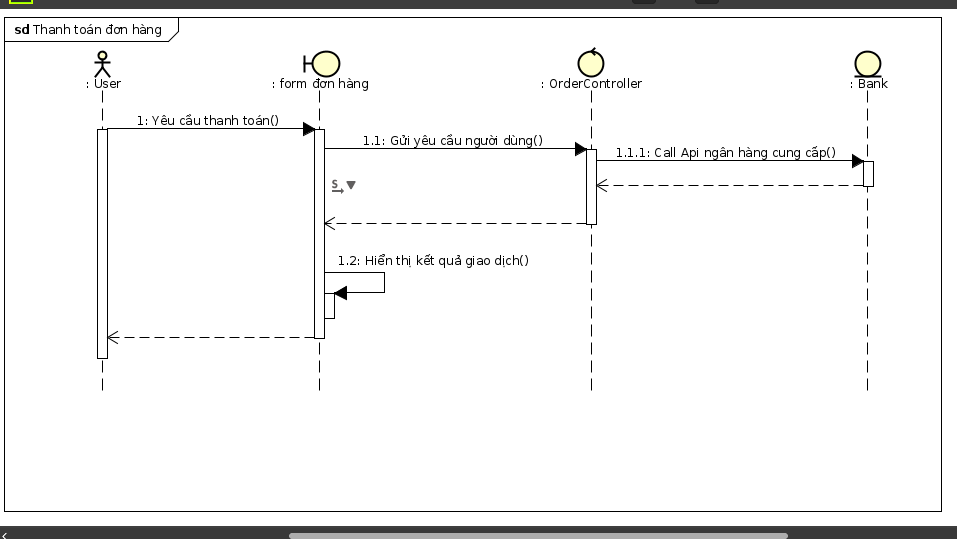 sd Thanh toán đơn hàng
: User
: form đơn hàng
: OrderController
: Bank
1: Yêu cầu thanh toán()
1.1: Gửi yêu cầu người dùng()
1.1.1: Call Api ngân hàng cung cấp()
S
1.2: Hiển thị kết quả giao dịch()